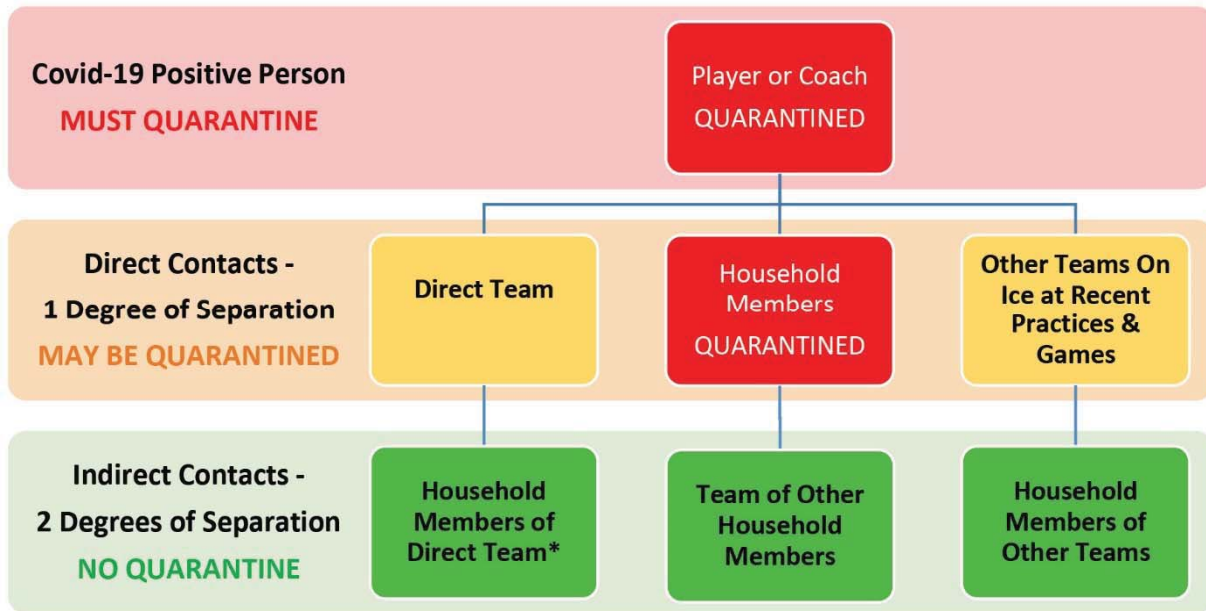 Covid-19 Positive Person
MUST QUARANTINE
Player or Coach
QUARANTINED
Direct Contacts -
1 Degree of Separation
MAY BE QUARANTINED
Direct Team
Household
Members
QUARANTINED
Other Teams On
Ice at Recent
Practices &
Games
Indirect Contacts -
2 Degrees of Separation
NO QUARANTINE
Household
Members of
Direct Team*
Team of Other
Household
Members
Household
Members of
Other Teams